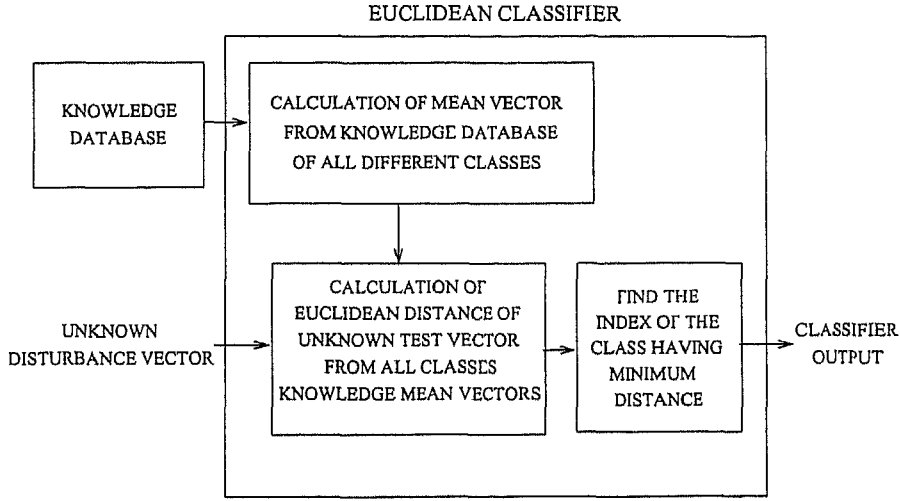 EUCLIDEAN CLASSIFIER
KNOWLEDGE
DATABASE
CALCULATION OF MEAN VECTOR
FROM KNOWLEDGE DATABASE
OF ALL DIFFERENT CLASSES
UNKNOWN
DISTURBANCE VECTOR
CALCULATION OF
EUCLIDEAN DISTANCE OF
UNKNOWN TEST VECTOR
FROM ALL CLASSES
KNOWLEDGE MEAN VECTORS
FIND THE
INDEX OF THE
CLASS HAVING
MINIMUM
DISTANCE
CLASSIFIER
OUTPUT